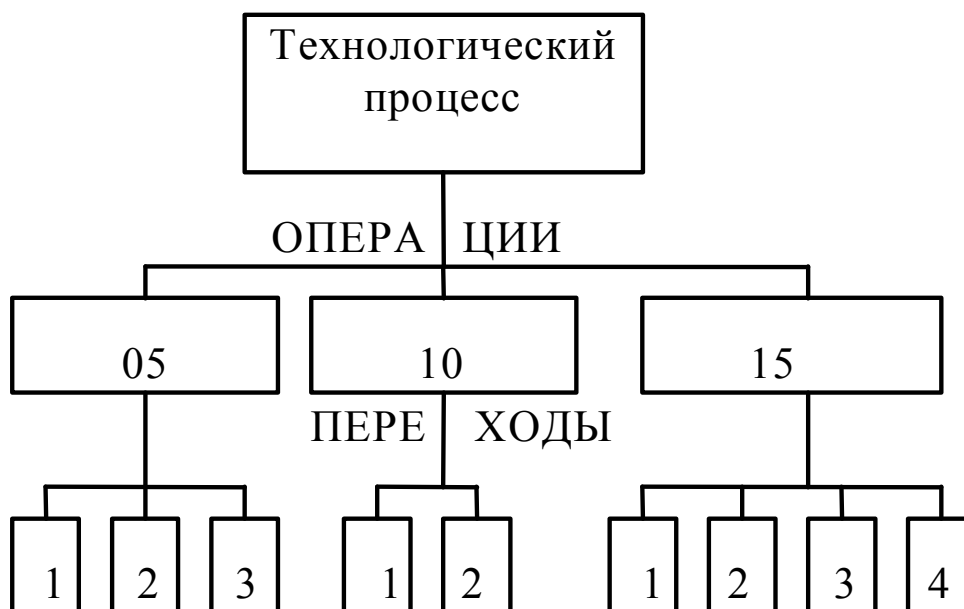 Технологический
процесс
ОПЕРА ЦИИ
05 10 15
ПЕРЕ ХОДЫ
1 2 3 1 2 1 2 3 4